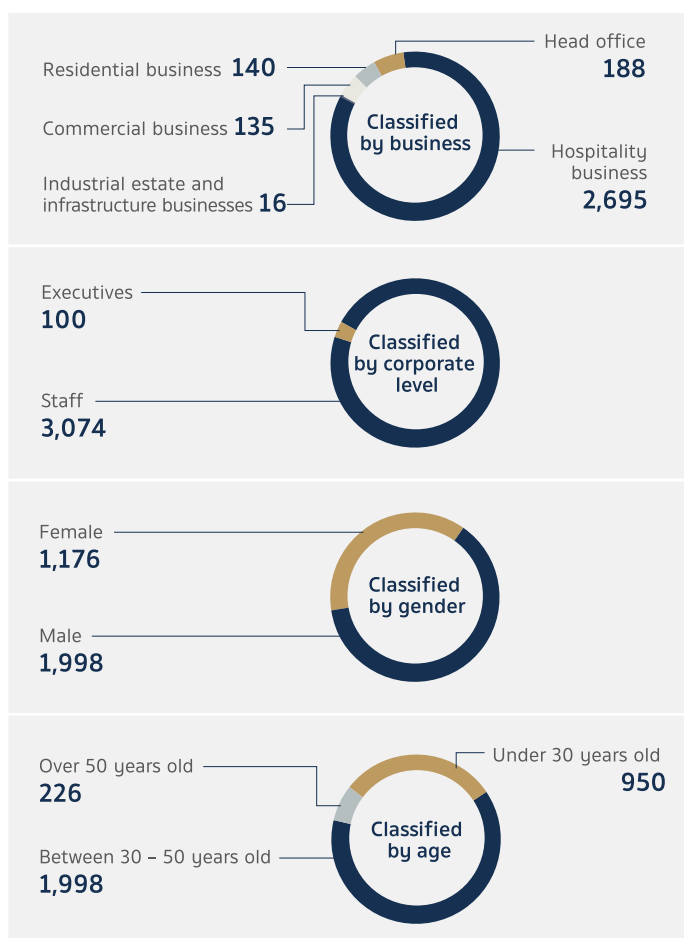 Residential business 140
Commercial business 135
Industrial estate and
infrastructure businesses 16
Classified
by business
Head office
188
Hospitality
business
2,695
Executives
100
Staff
3,074
Classified
by corporate
level
Female
1,176
Male
1,998
Classified
by gender
Over 50 years old
226
Between 30 – 50 years old
1,998
Classified
by age
Under 30 years old
950